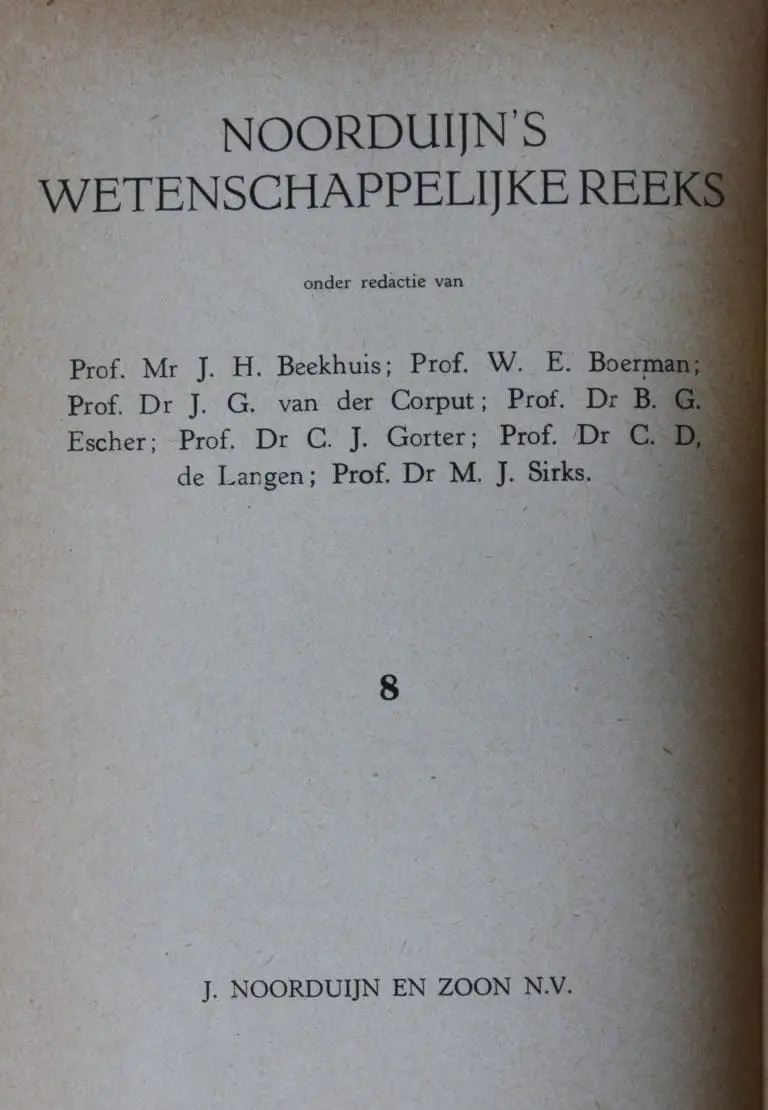 NOORDUIJN'S
WETENSCHAPPELIJKE REEKS
onder redactie van
Prof. Mr J. H. Beekhuis; Prof. W. E. Boerman;
Prof. Dr J. G. van der Corput; Prof. Dr B. G.
Escher; Prof. Dr C. J. Gorter; Prof. Dr C. D,
de Langen; Prof. Dr M. J. Sirks.
8
J. NOORDUIJN EN ZOON N.V.